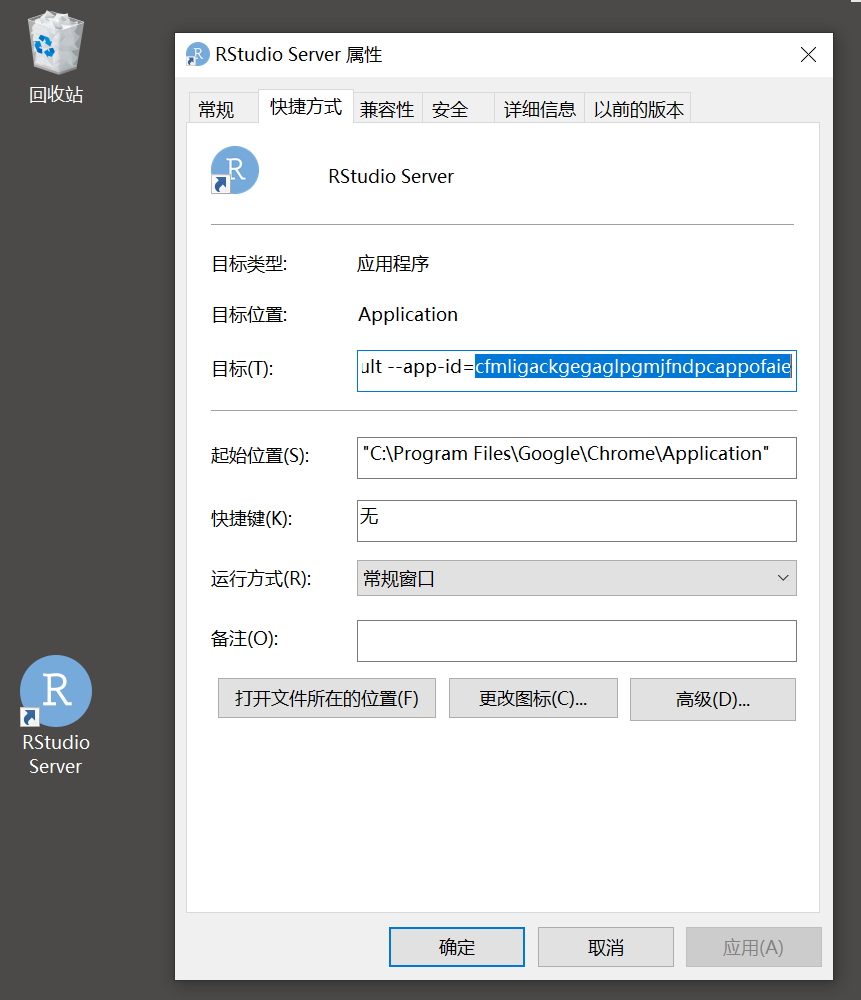 回收站
RStudio Server 属性
常规 快捷方式 兼容性 安全 详细信息 以前的版本
R RStudio Server
目标类型: 应用程序
目标位置: Application
目标(T): ult --app-id=cfmligackgegaglpgmjfndpcappofaie
起始位置(S): "C:\Program Files\Google\Chrome\Application"
快捷键(K): 无
运行方式(R): 常规窗口
备注(O):
打开文件所在的位置(F) 更改图标(C)... 高级(D)...
R
RStudio
Server
确定 取消 应用(A)